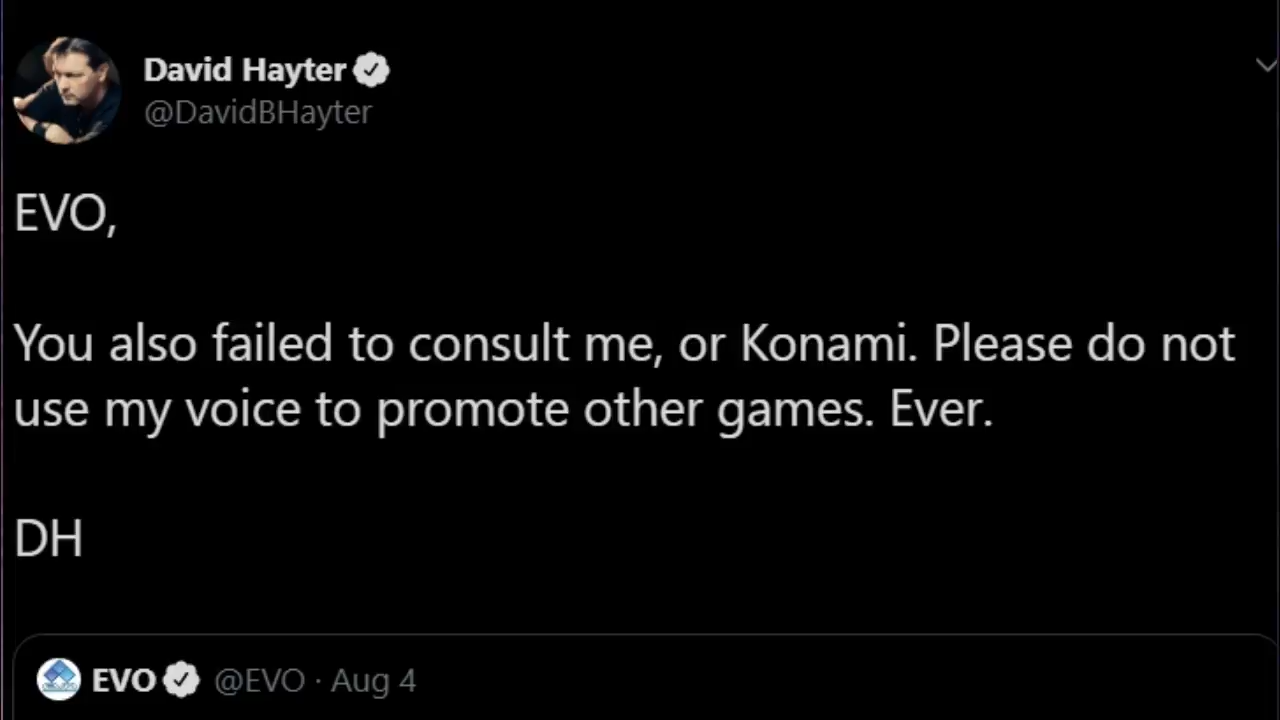 David Hayter
@DavidBHayter
EVO,
You also failed to consult me, or Konami. Please do not
use my voice to promote other games. Ever.
DH
EVO @EVO · Aug 4